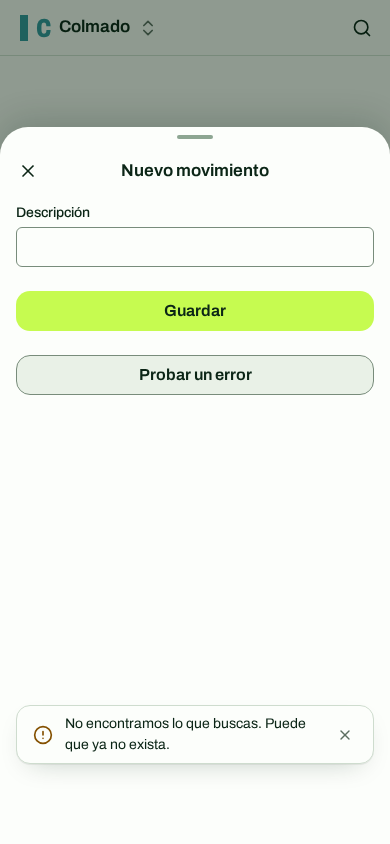 C Colmado
Nuevo movimiento
Descripción
Guardar
Probar un error
No encontramos lo que buscas. Puede
que ya no exista.